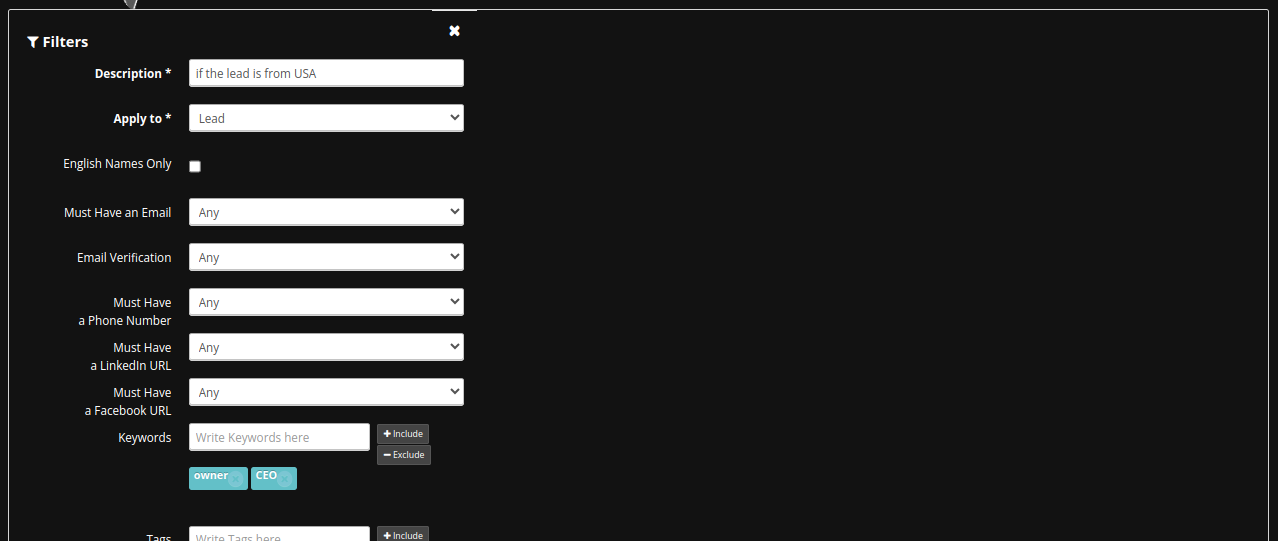 Filters
Description *
if the lead is from USA
Apply to *
Lead
English Names Only
Must Have an Email
Any
Email Verification
Any
Must Have
a Phone Number
Any
Must Have
a LinkedIn URL
Any
Must Have
a Facebook URL
Any
Keywords
Write Keywords here
Include
Exclude
owner
CEO
Tags
Write Tags here
Include